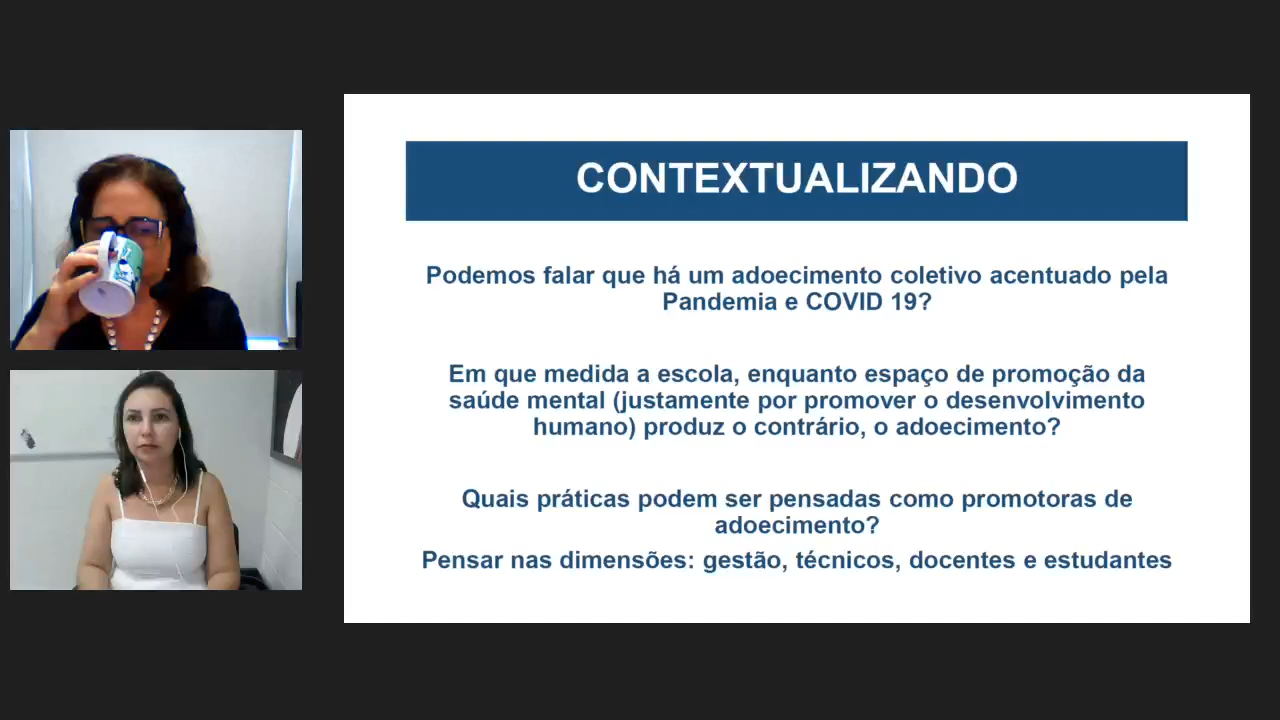 CONTEXTUALIZANDO
Podemos falar que há um adoecimento coletivo acentuado pela
Pandemia e COVID 19?
Em que medida a escola, enquanto espaço de promoção da
saúde mental (justamente por promover o desenvolvimento
humano) produz o contrário, o adoecimento?
Quais práticas podem ser pensadas como promotoras de
adoecimento?
Pensar nas dimensões: gestão, técnicos, docentes e estudantes